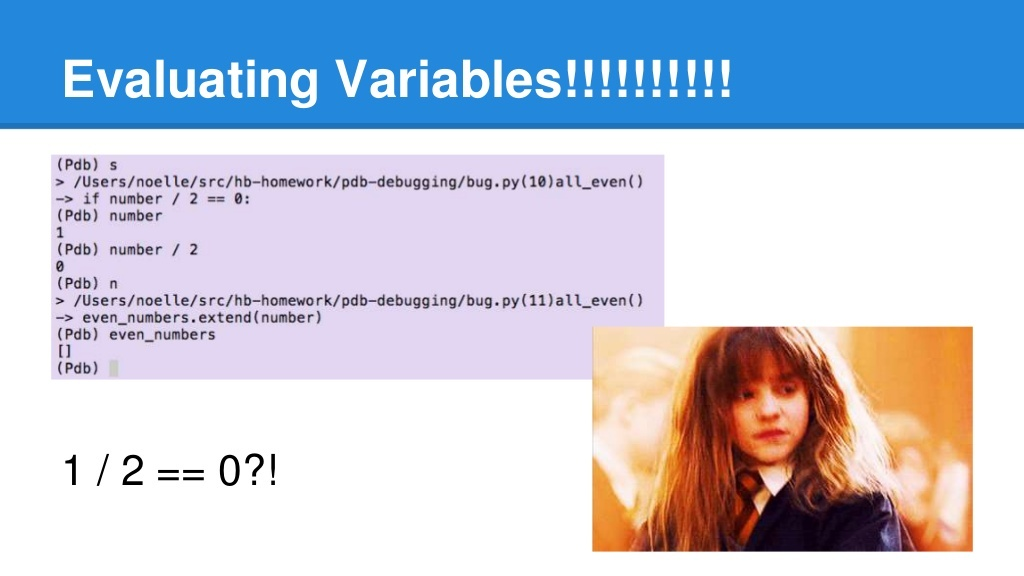 Evaluating Variables!!!!!!!!!!
(Pdb) s
> /Users/noelle/src/hb-homework/pdb-debugging/bug.py(10)all_even()
-> if number / 2 == 0:
(Pdb) number
1
(Pdb) number / 2
0
(Pdb) n
> /Users/noelle/src/hb-homework/pdb-debugging/bug.py(11)all_even()
-> even_numbers.extend(number)
(Pdb) even_numbers
[]
(Pdb)
1 / 2 == 0?!